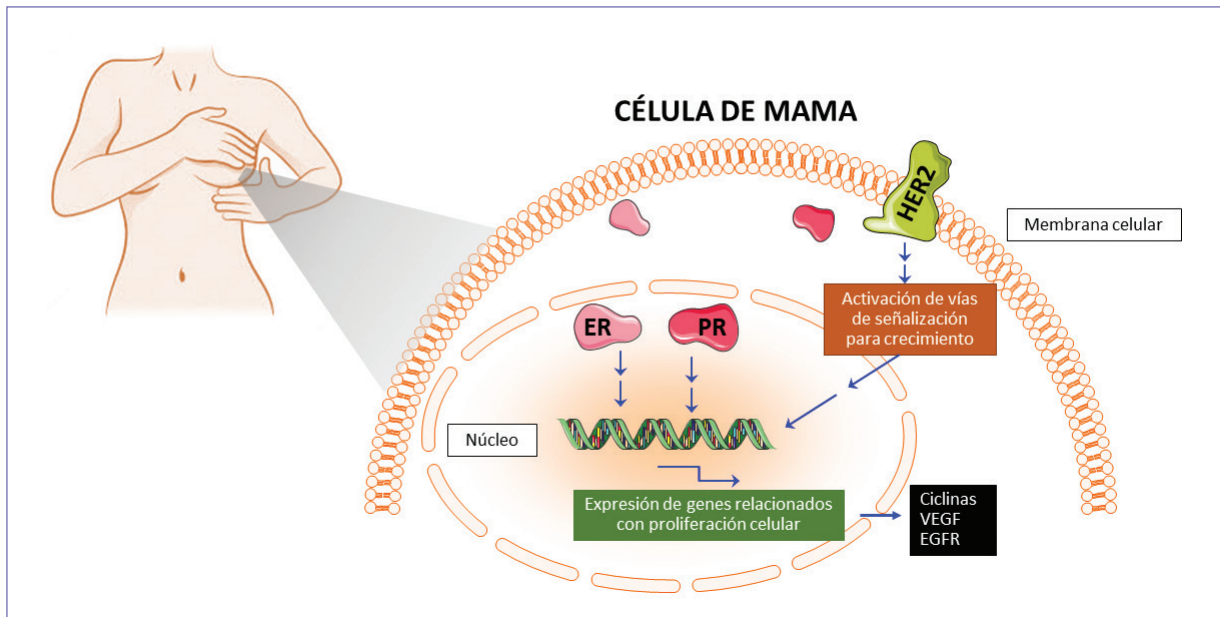 CÉLULA DE MAMA
HER2
Membrana celular
Activación de vías
de señalización
para crecimiento
ER
PR
Núcleo
Expresión de genes relacionados
con proliferación celular
Ciclinas
VEGF
EGFR